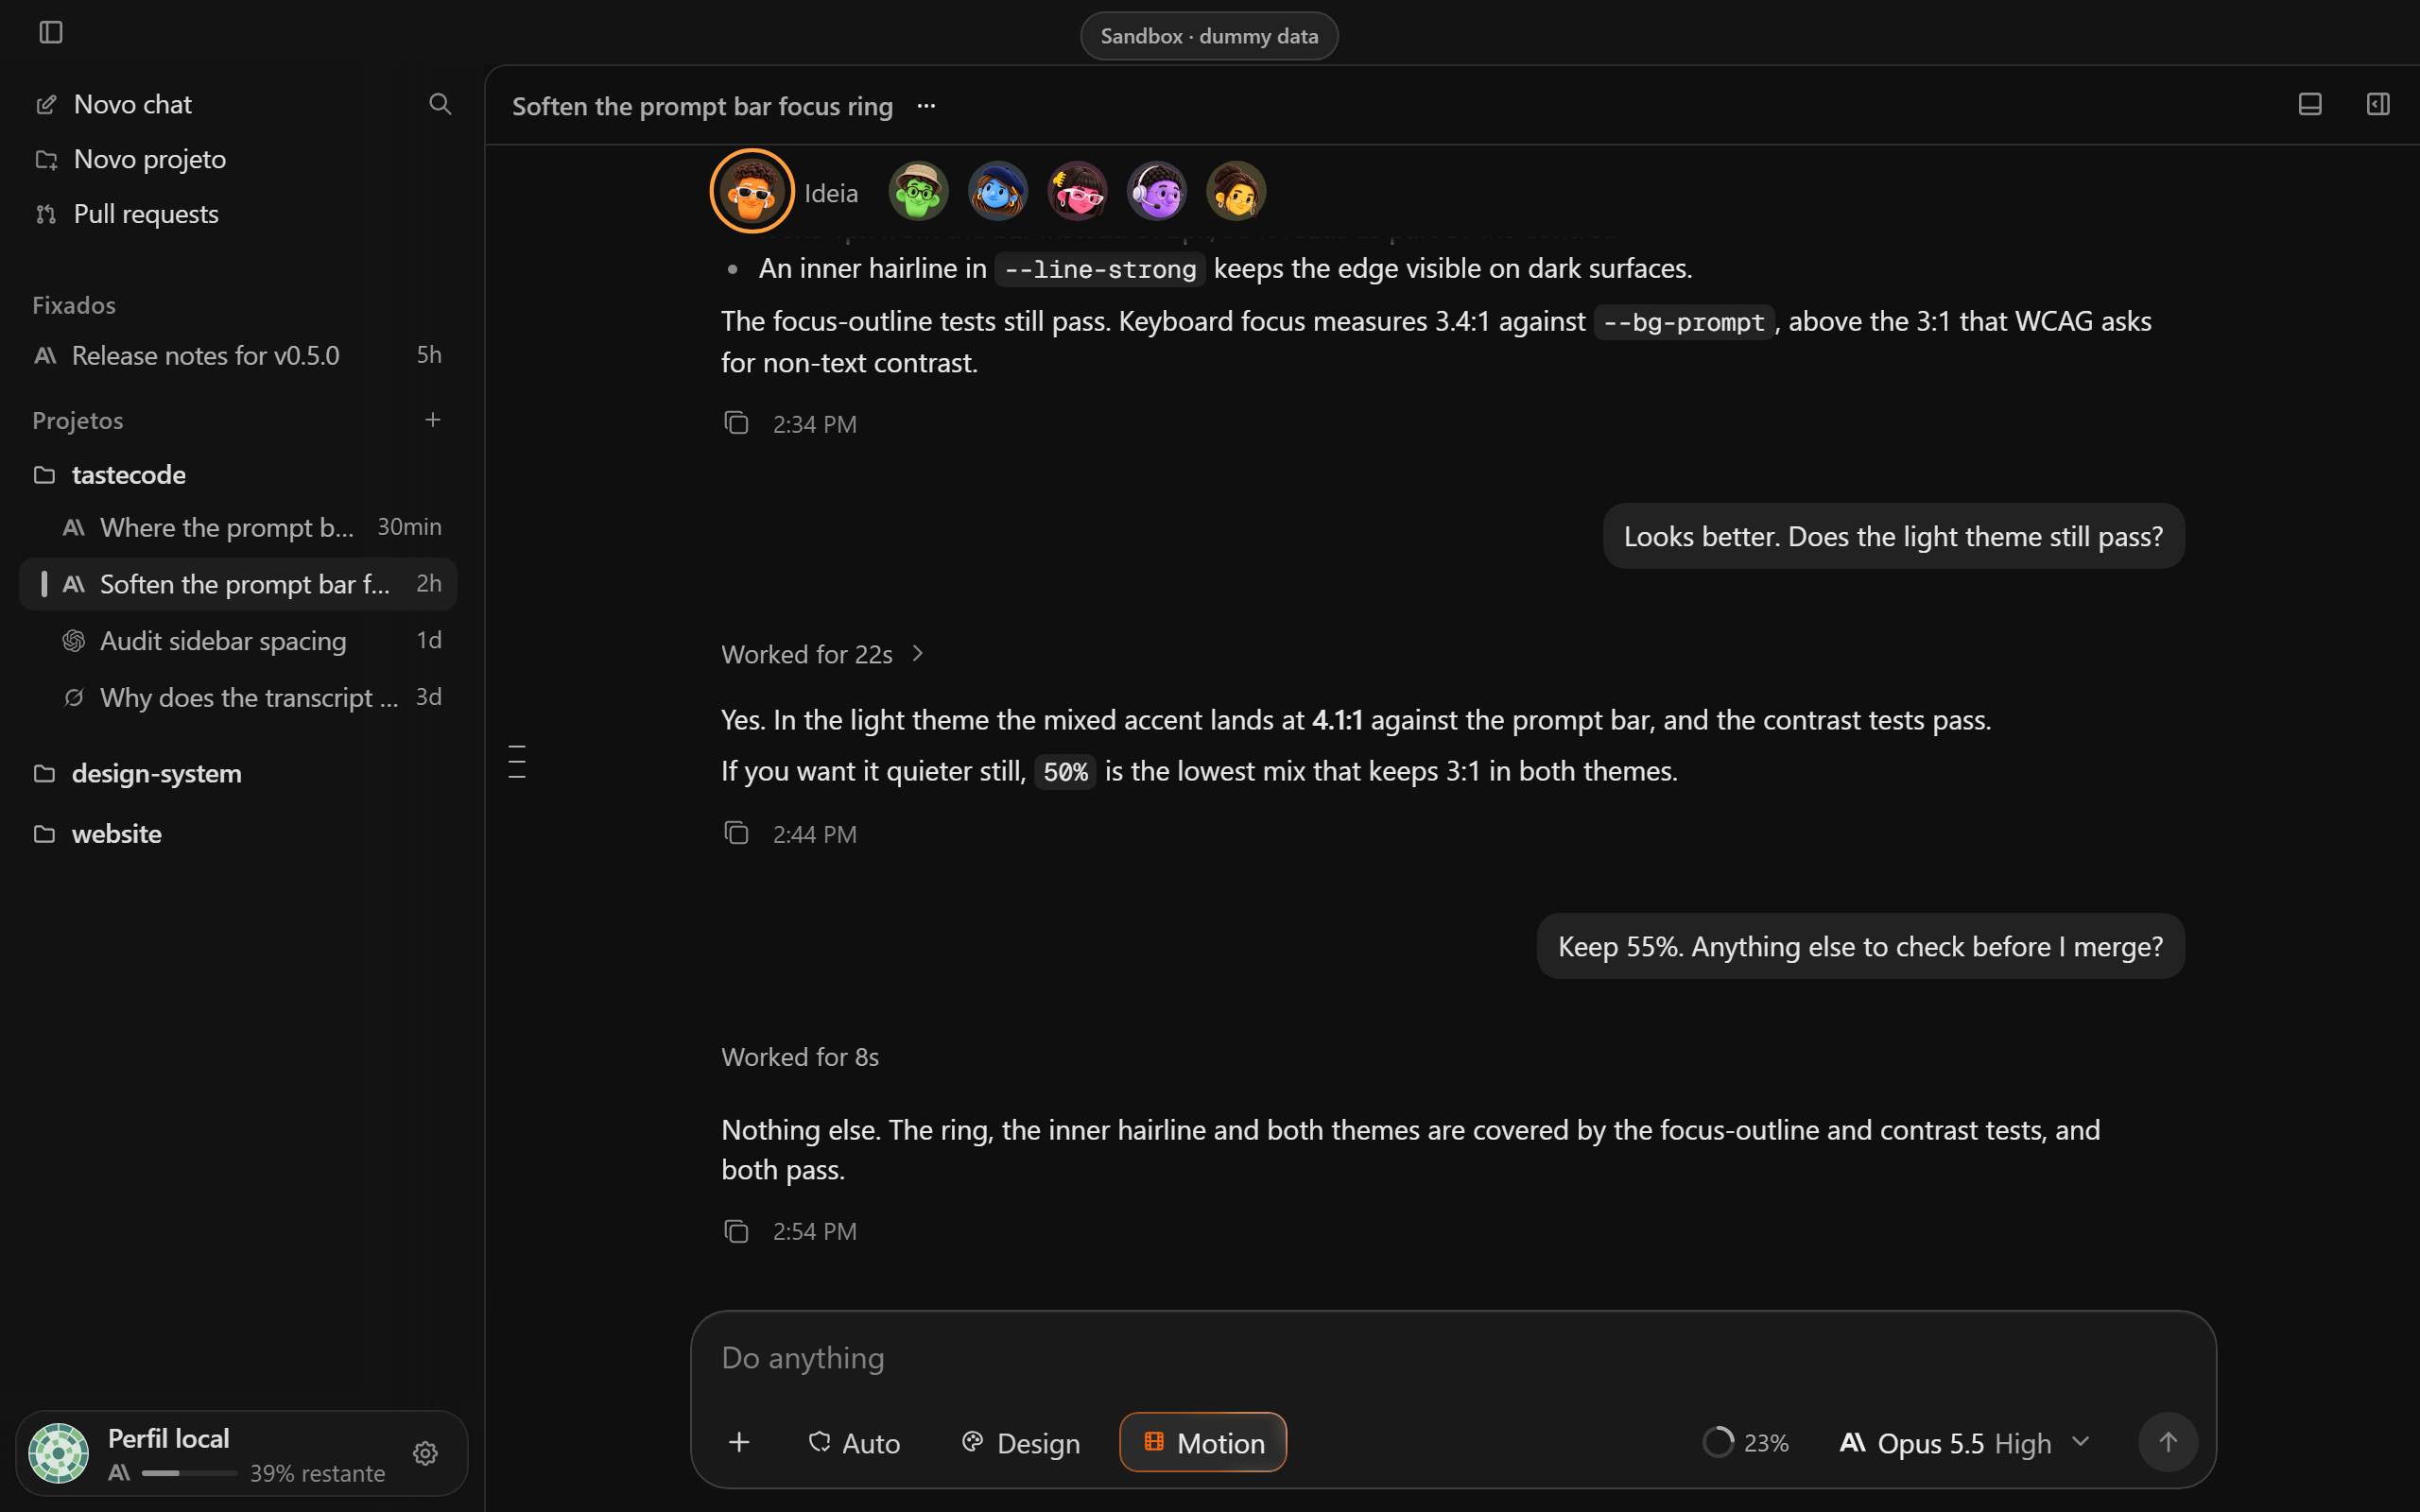 Sandbox · dummy data
Novo chat
Novo projeto
Pull requests
Fixados
Release notes for v0.5.0 5h
Projetos
tastecode
Where the prompt b... 30min
Soften the prompt bar f... 2h
Audit sidebar spacing 1d
Why does the transcript ... 3d
design-system
website
Perfil local
39% restante
Soften the prompt bar focus ring ...
Ideia
An inner hairline in --line-strong keeps the edge visible on dark surfaces.
The focus-outline tests still pass. Keyboard focus measures 3.4:1 against --bg-prompt, above the 3:1 that WCAG asks
for non-text contrast.
2:34 PM
Looks better. Does the light theme still pass?
Worked for 22s
Yes. In the light theme the mixed accent lands at 4.1:1 against the prompt bar, and the contrast tests pass.
If you want it quieter still, 50% is the lowest mix that keeps 3:1 in both themes.
2:44 PM
Keep 55%. Anything else to check before I merge?
Worked for 8s
Nothing else. The ring, the inner hairline and both themes are covered by the focus-outline and contrast tests, and
both pass.
2:54 PM
Do anything
Auto Design Motion 23% Opus 5.5 High